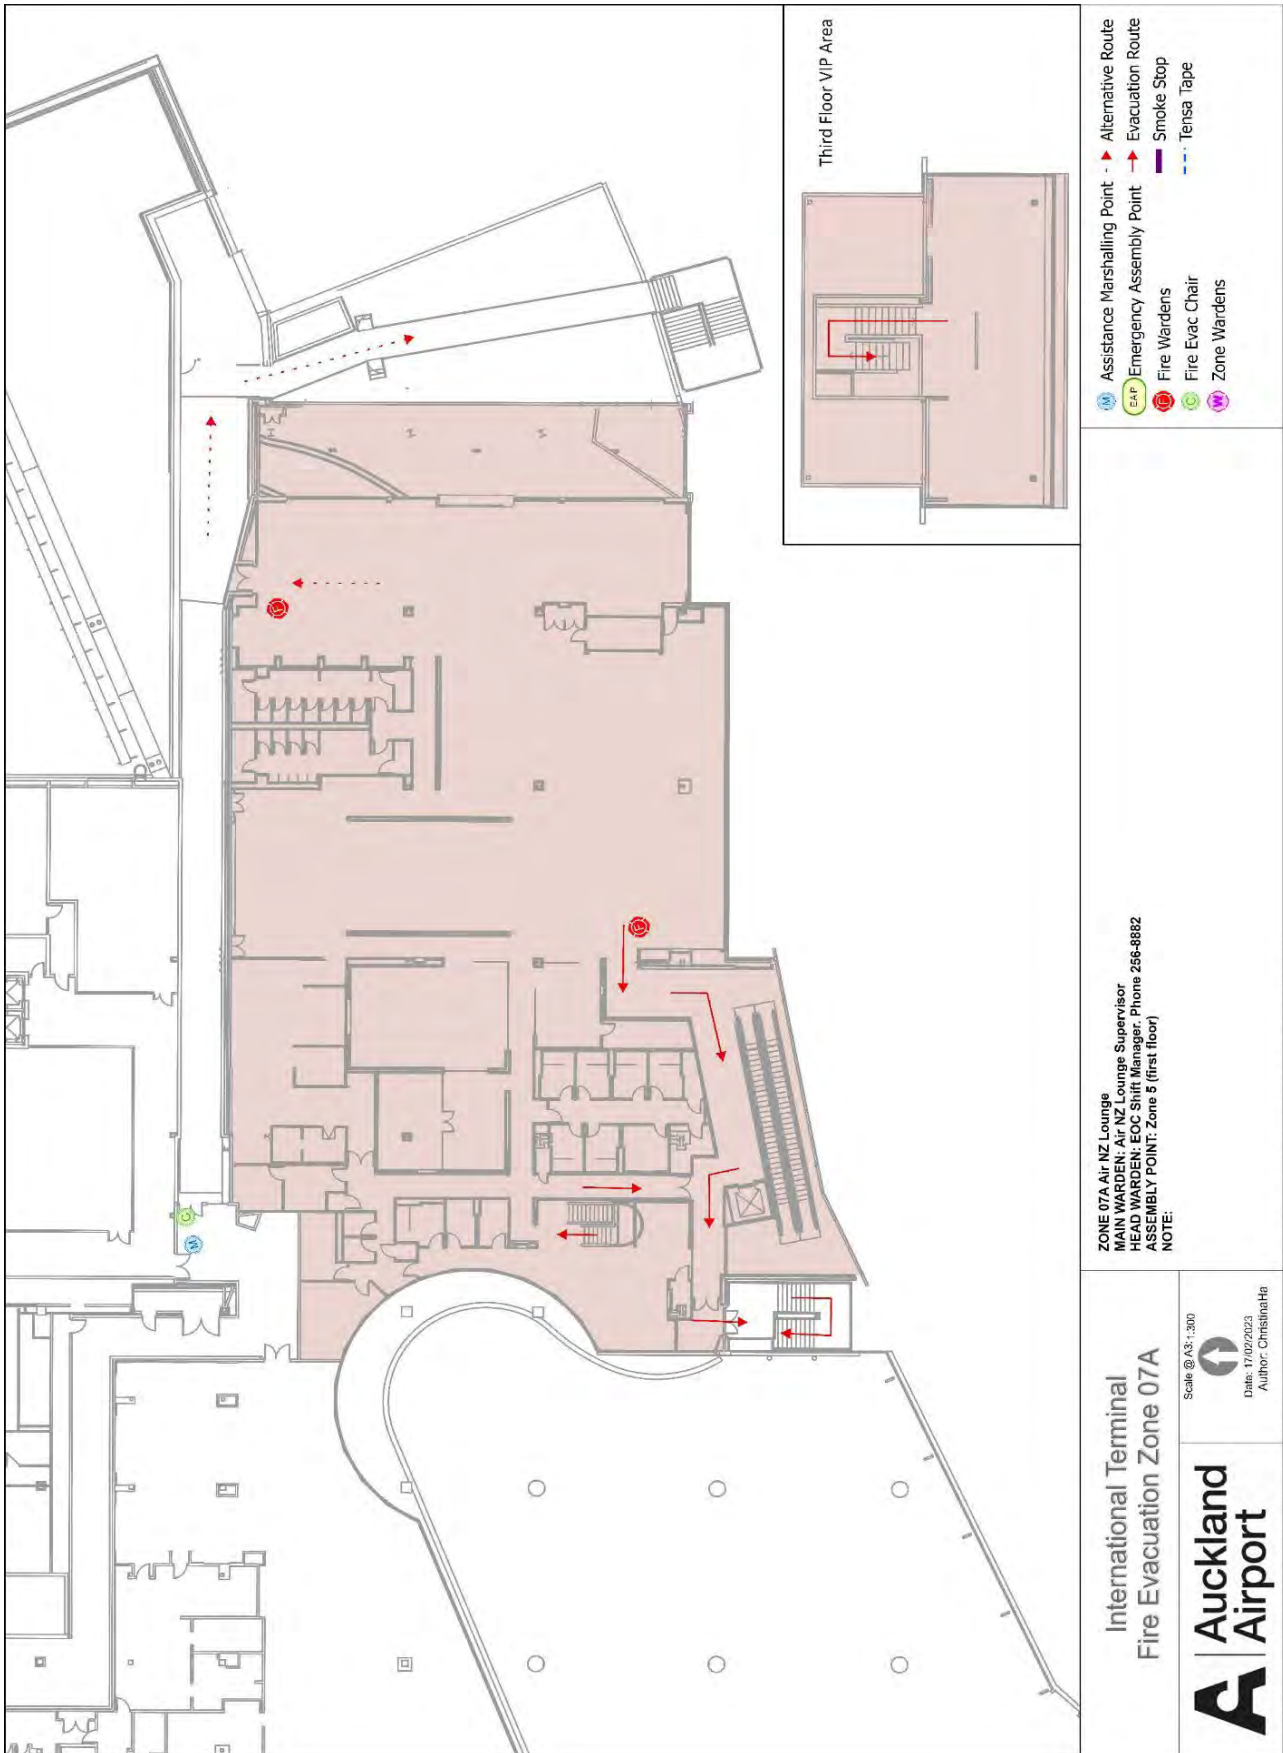 Third Floor VIP Area
M Assistance Marshalling Point
EAP Emergency Assembly Point
F Fire Wardens
C Fire Evac Chair
W Zone Wardens
Alternative Route
Evacuation Route
Smoke Stop
Tensa Tape
F
F
C
M
ZONE 07A Air NZ Lounge
MAIN WARDEN: Air NZ Lounge Supervisor
HEAD WARDEN: EOC Shift Manager. Phone 256-8882
ASSEMBLY POINT: Zone 5 (first floor)
NOTE:
International Terminal
Fire Evacuation Zone 07A
Scale @ A3: 1:300
Date: 17/02/2023
Author: ChristinaHa
Auckland
Airport